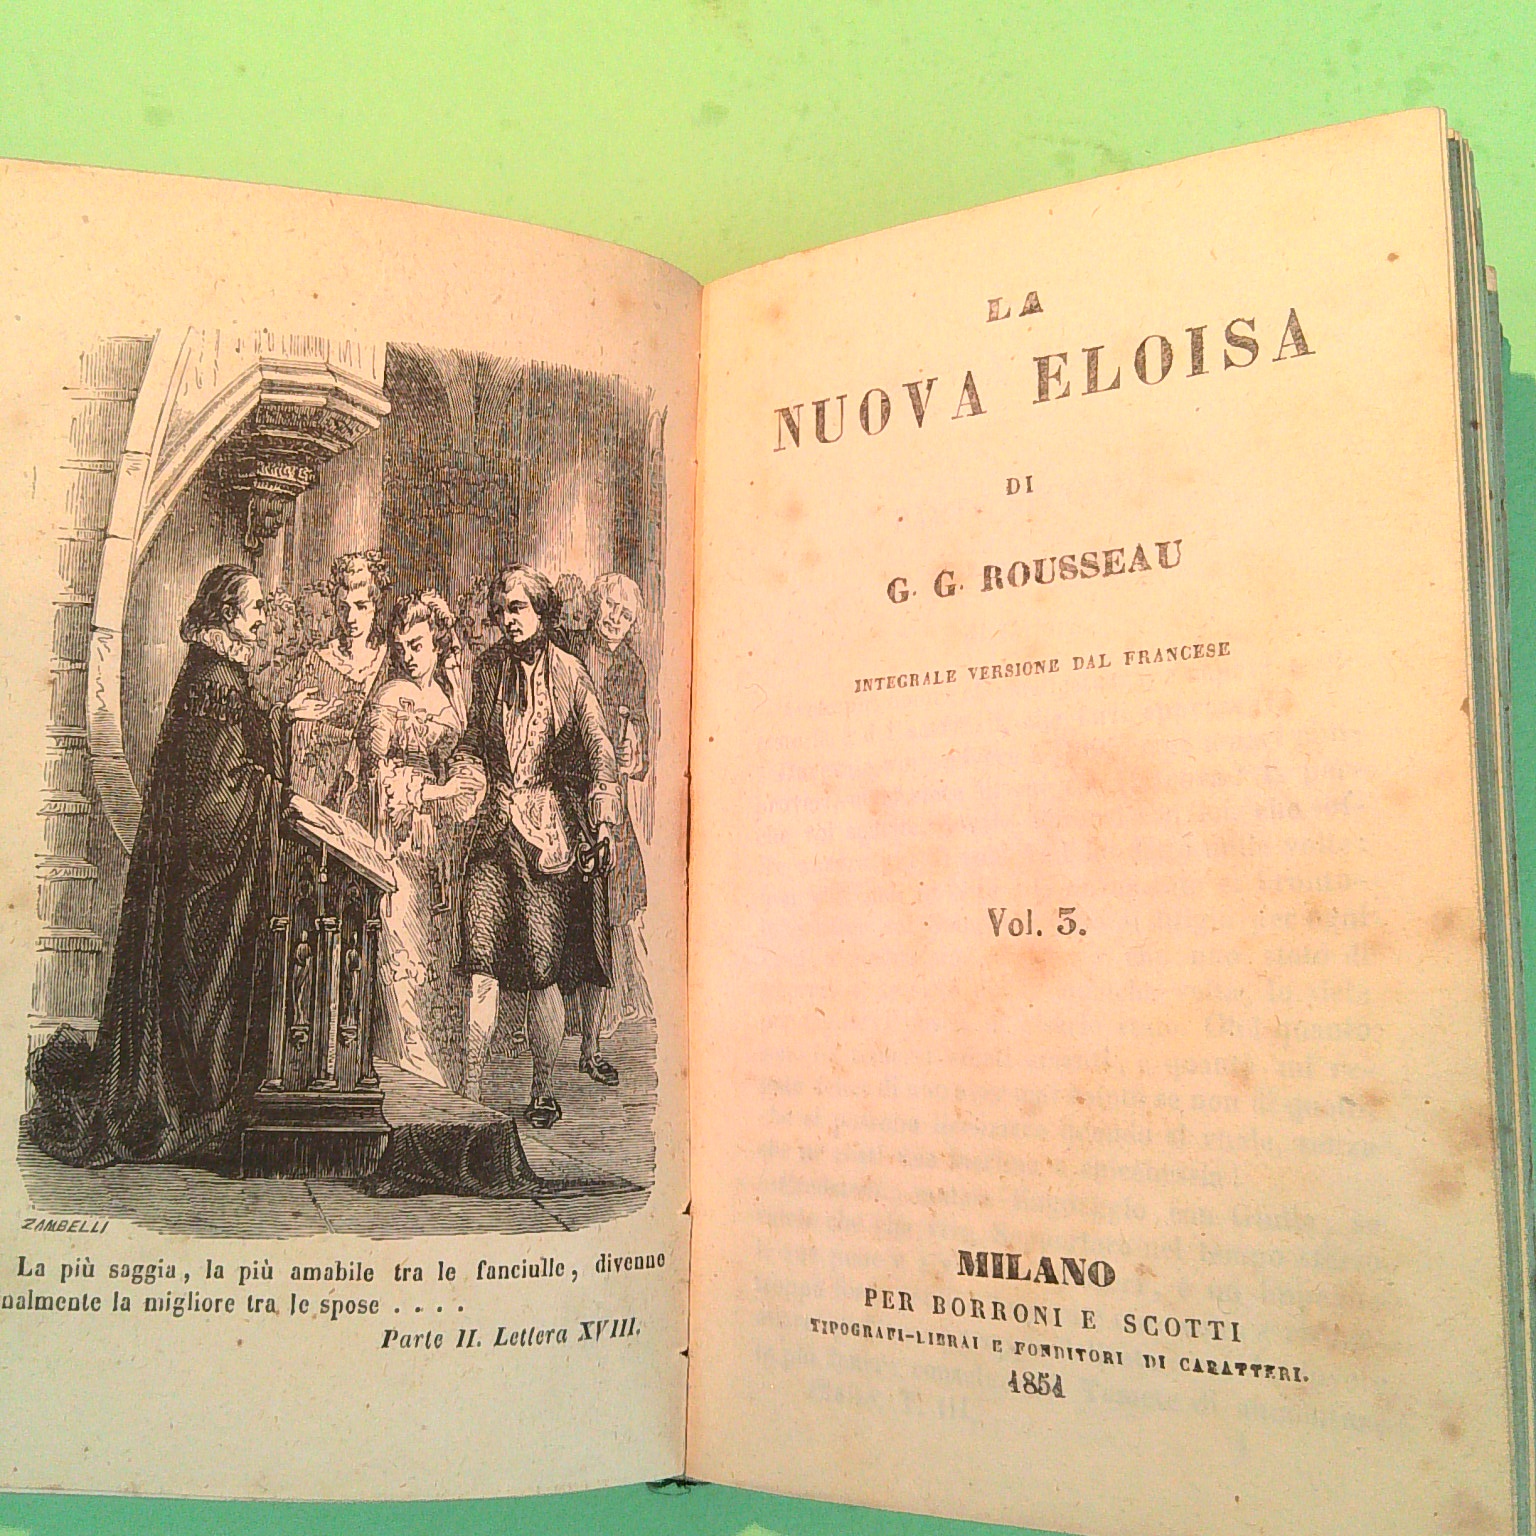 ZAMBELLI
La più saggia, la più amabile tra le fanciulle, divenne
nalmente la migliore tra le spose . . . .
Parte II. Lettera XVIII.
LA
NUOVA ELOISA
DI
G. G. ROUSSEAU
INTEGRALE VERSIONE DAL FRANCESE
Vol. 3.
MILANO
PER BORRONI E SCOTTI
TIPOGRAFI-LIBRAI E FONDITORI DI CARATTERI.
1851